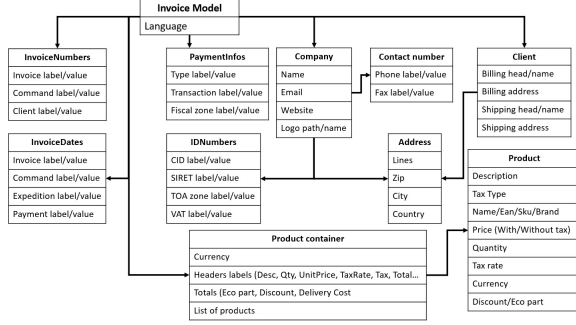 Invoice Model
Language
InvoiceNumbers
Invoice label/value
Command label/value
Client label/value
PaymentInfos
Type label/value
Transaction label/value
Fiscal zone label/value
Company
Name
Email
Website
Logo path/name
Contact number
Phone label/value
Fax label/value
Client
Billing head/name
Billing address
Shipping head/name
Shipping address
InvoiceDates
Invoice label/value
Command label/value
Expedition label/value
Payment label/value
IDNumbers
CID label/value
SIRET label/value
TOA zone label/value
VAT label/value
Address
Lines
Zip
City
Country
Product
Description
Tax Type
Name/Ean/Sku/Brand
Price (With/Without tax)
Quantity
Tax rate
Currency
Discount/Eco part
Product container
Currency
Headers labels (Desc, Qty, UnitPrice, TaxRate, Tax, Total...
Totals (Eco part, Discount, Delivery Cost
List of products